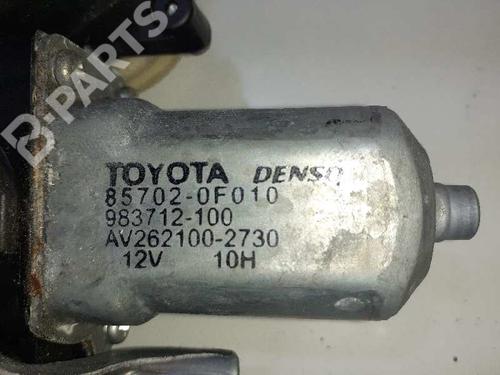 B-PARTS
TOYOTA DENSO
85702-0F010
983712-100
AV262100-2730
12V 10H